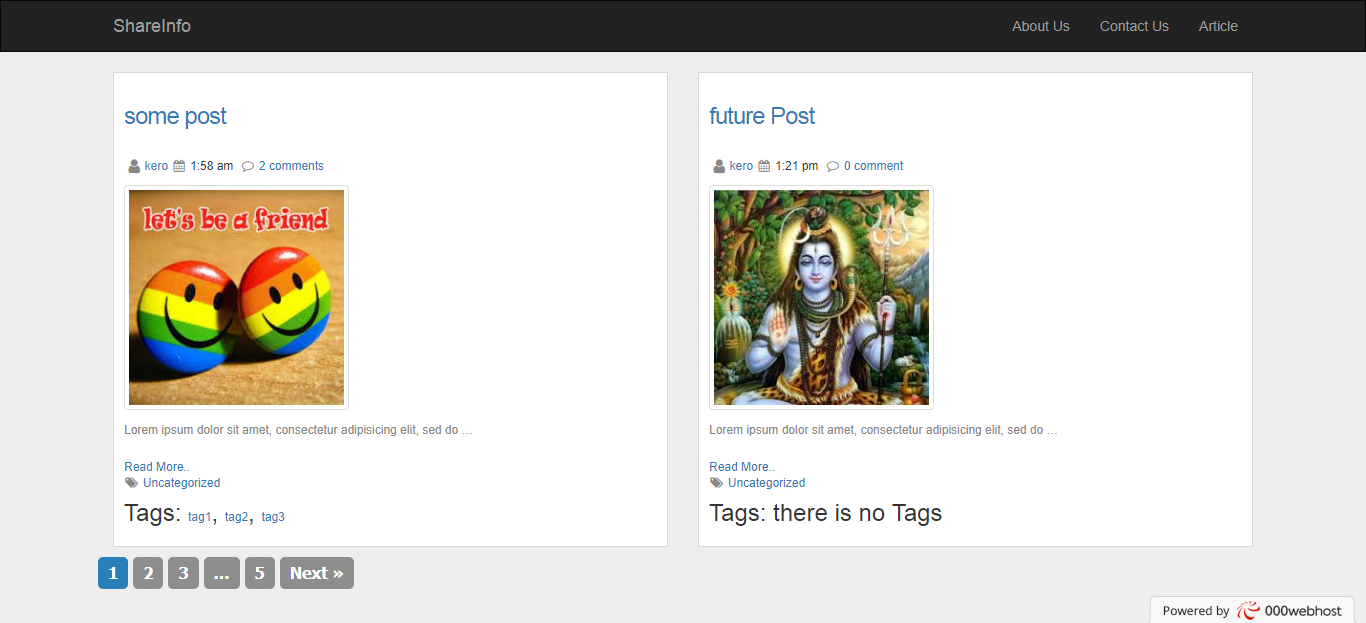 ShareInfo About Us Contact Us Article
some post
kero 1:58 am 2 comments
let's be a friend
Lorem ipsum dolor sit amet, consectetur adipisicing elit, sed do ...
Read More..
Uncategorized
Tags: tag1, tag2, tag3
future Post
kero 1:21 pm 0 comment
Lorem ipsum dolor sit amet, consectetur adipisicing elit, sed do ...
Read More..
Uncategorized
Tags: there is no Tags
1 2 3 ... 5 Next »
Powered by 000webhost